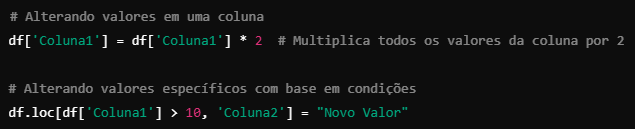 # Alterando valores em uma coluna
df['Coluna1'] = df['Coluna1'] * 2  # Multiplica todos os valores da coluna por 2

# Alterando valores específicos com base em condições
df.loc[df['Coluna1'] > 10, 'Coluna2'] = "Novo Valor"